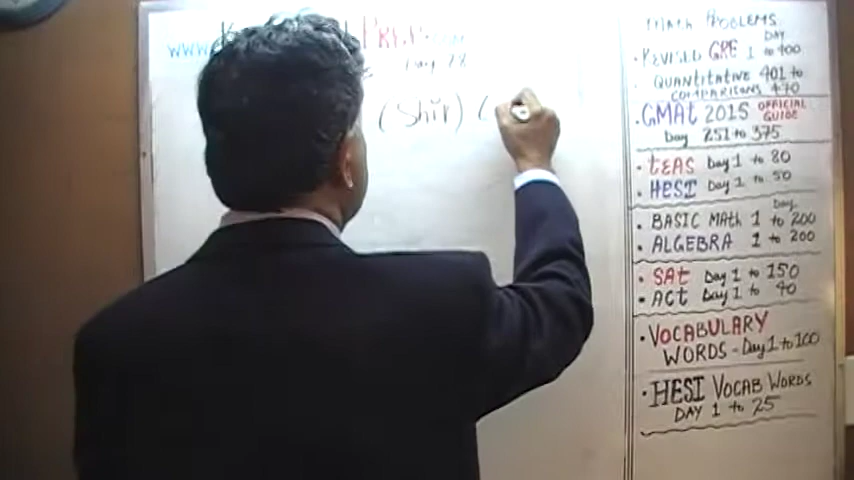 www. PREP.com
Day 28
(Shir) (
MATH PROBLEMS
DAY
• REVISED GRE 1 to 400
• QUANTITATIVE 401 to
COMPARISONS 470
• GMAt 2015 OFFICIAL GUIDE
Day 251 to 375
• tEAS Day 1 to 80
• HESI Day 1 to 50
Day
• BASIC MAth 1 to 200
• ALGEBRA 1 to 200
• SAt Day 1 to 150
• ACt Day 1 to 40
• VOCABULARY
WORDS - Day 1 to 100
• HESI VOCAB WORDS
DAY 1 to 25